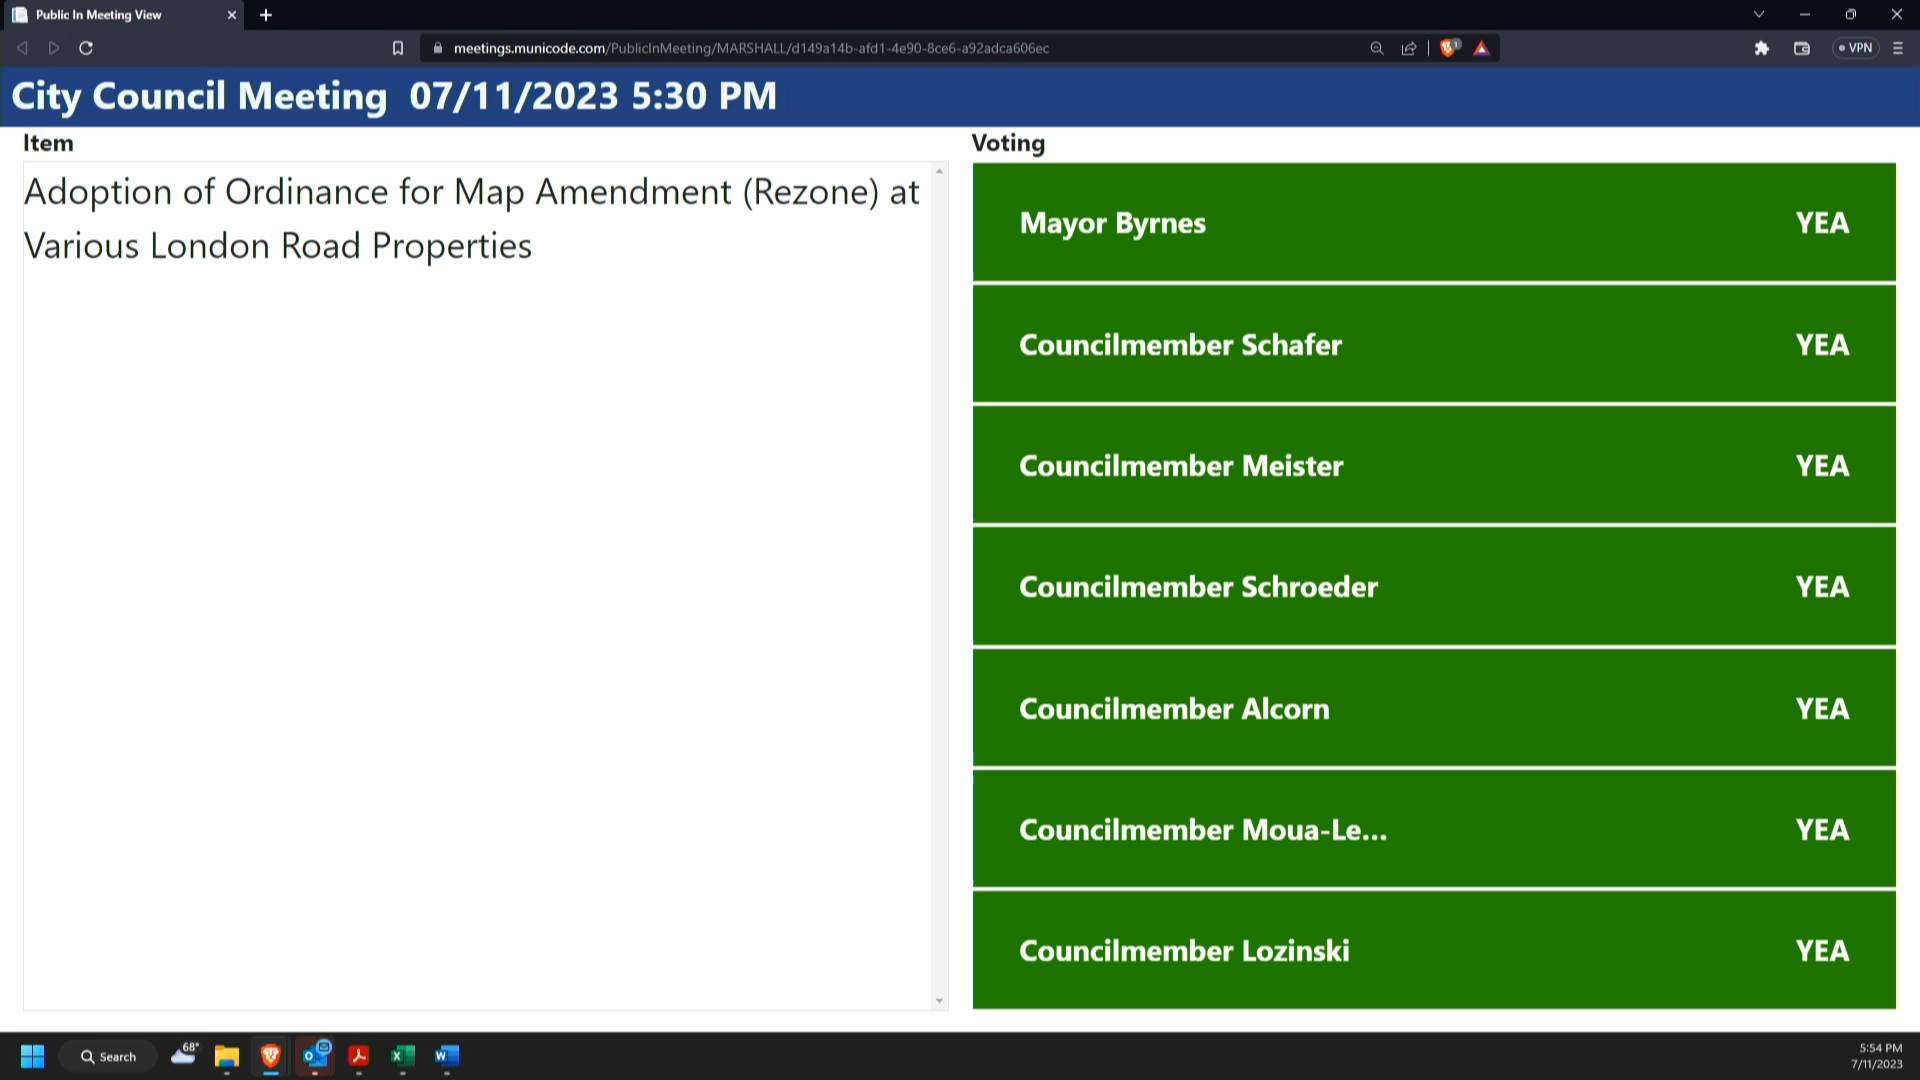 Public In Meeting View
meetings.municode.com/PublicInMeeting/MARSHALL/d149a14b-afd1-4e90-8ce6-a92adca606ec
VPN
City Council Meeting 07/11/2023 5:30 PM
Item
Adoption of Ordinance for Map Amendment (Rezone) at
Various London Road Properties
Voting
Mayor Byrnes YEA
Councilmember Schafer YEA
Councilmember Meister YEA
Councilmember Schroeder YEA
Councilmember Alcorn YEA
Councilmember Moua-Le... YEA
Councilmember Lozinski YEA
Search
68°
5:54 PM
7/11/2023